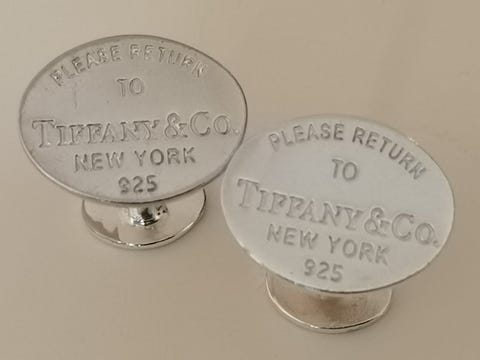 PLEASE RETURN
TO
TIFFANY & CO.
NEW YORK
925
PLEASE RETURN
TO
TIFFANY & CO.
NEW YORK
925